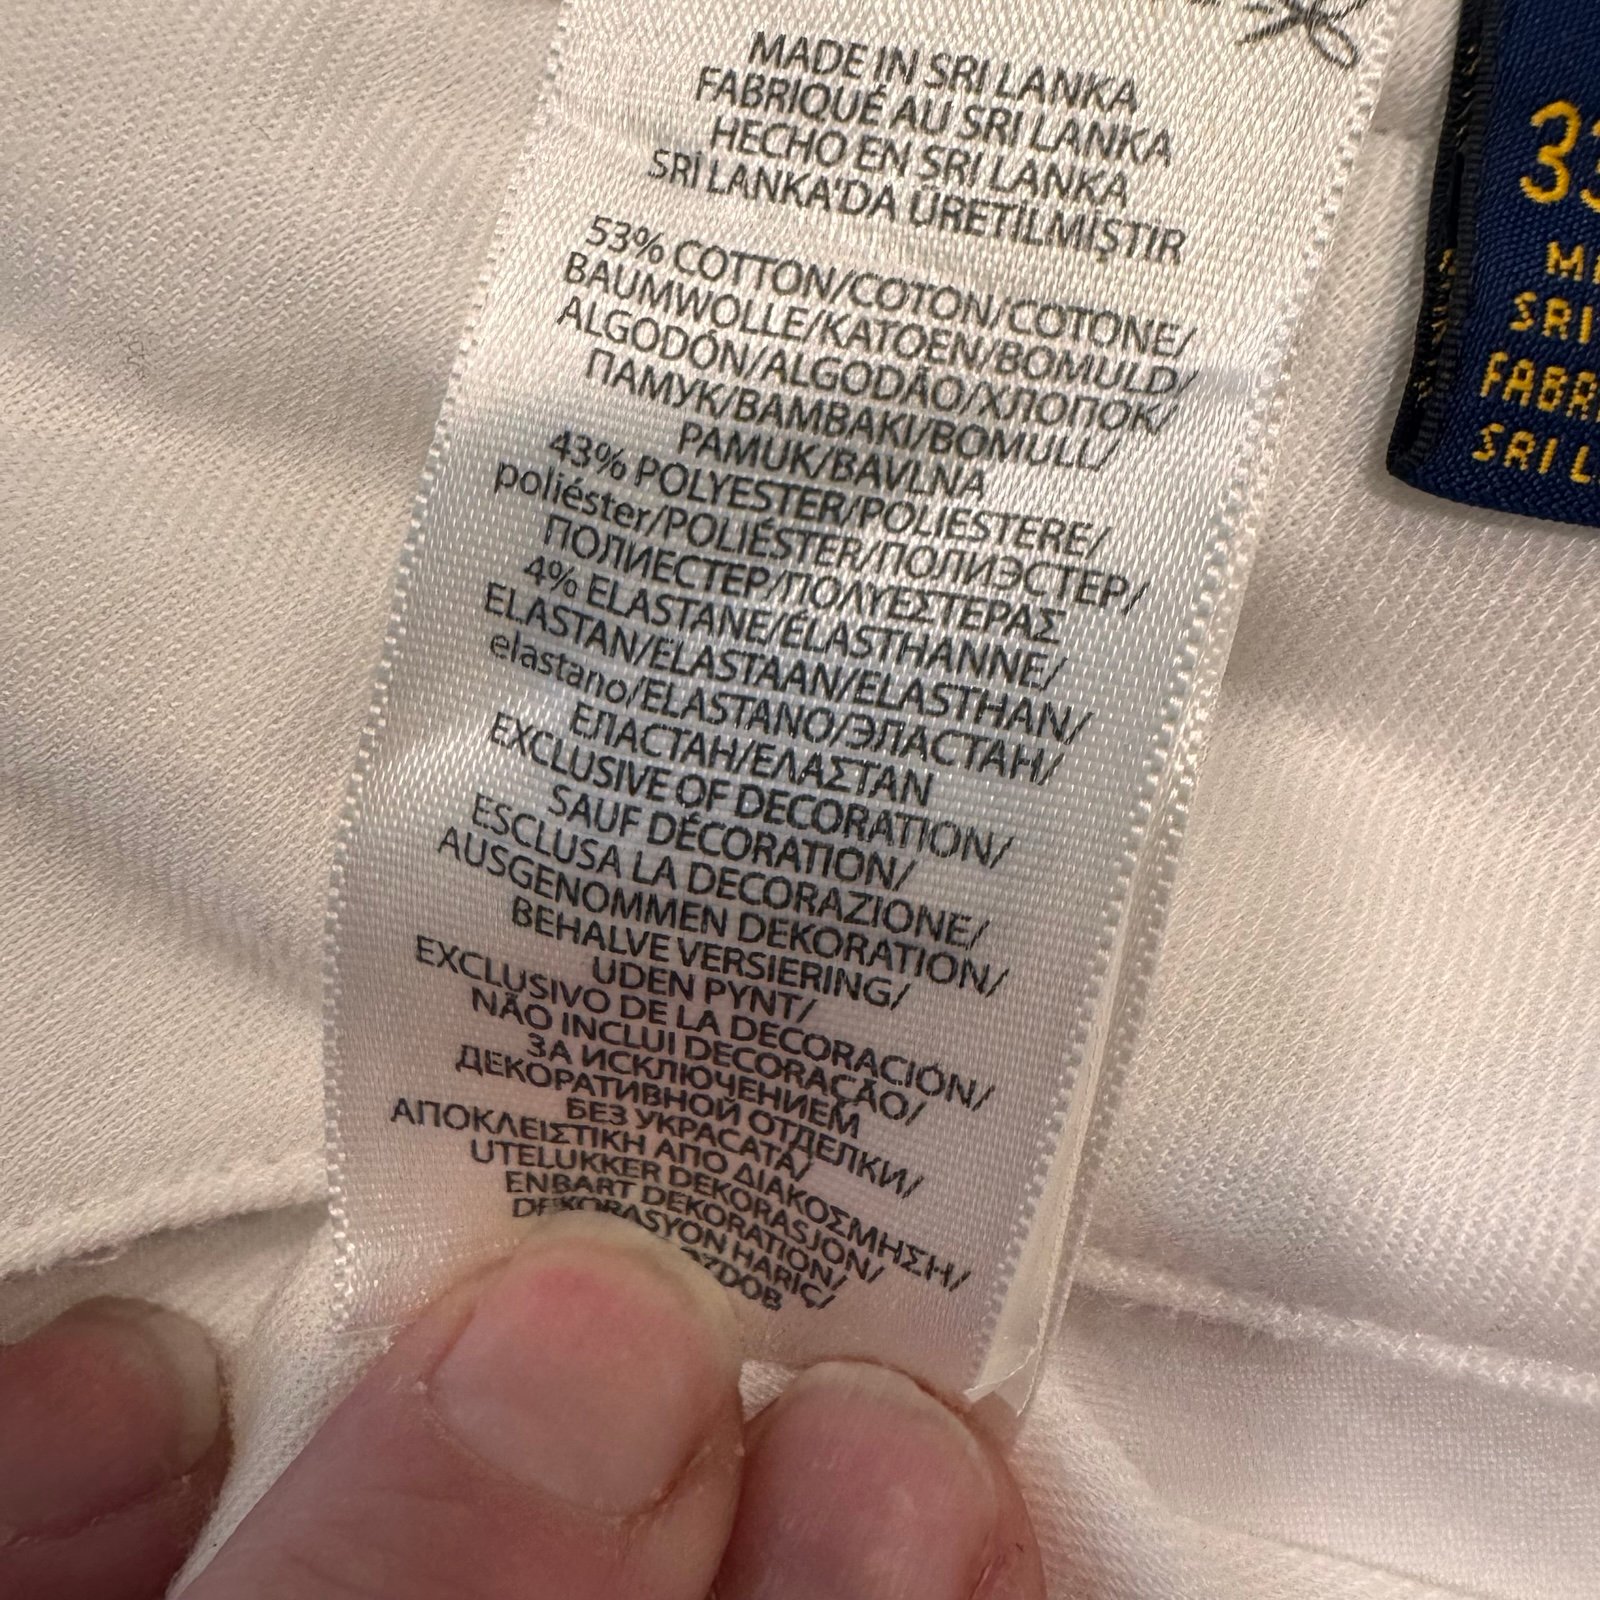 MADE IN SRI LANKA
FABRIQUÉ AU SRI LANKA
HECHO EN SRI LANKA
SRİ LANKA'DA ÜRETİLMİŞTİR
53% COTTON/COTON/COTONE/
BAUMWOLLE/KATOEN/BOMULD/
ALGODÓN/ALGODÃO/ХЛОПОК/
ПАМУК/ΒΑΜΒΑΚΙ/BOMULL/
PAMUK/BAVLNA
43% POLYESTER/POLIESTERE/
poliéster/POLIÉSTER/ПОЛИЭСТЕР/
ПОЛИЕСТЕР/ΠΟΛΥΕΣΤΕΡΑΣ
4% ELASTANE/ÉLASTHANNE/
ELASTAN/ELASTAAN/ELASTHAN/
elastano/ELASTANO/ЭЛАСТАН/
ЕЛАСТАН/ΕΛΑΣΤΑΝ
EXCLUSIVE OF DECORATION/
SAUF DÉCORATION/
ESCLUSA LA DECORAZIONE/
AUSGENOMMEN DEKORATION/
BEHALVE VERSIERING/
UDEN PYNT/
EXCLUSIVO DE LA DECORACIÓN/
NÃO INCLUI DECORAÇÃO/
ЗА ИСКЛЮЧЕНИЕМ
ДЕКОРАТИВНОЙ ОТДЕЛКИ/
БЕЗ УКРАСАТА/
ΑΠΟΚΛΕΙΣΤΙΚΗ ΑΠΟ ΔΙΑΚΟΣΜΗΣΗ/
UTELUKKER DEKORASJON/
ENBART DEKORATION/
DEKORASYON HARİÇ/
SRI